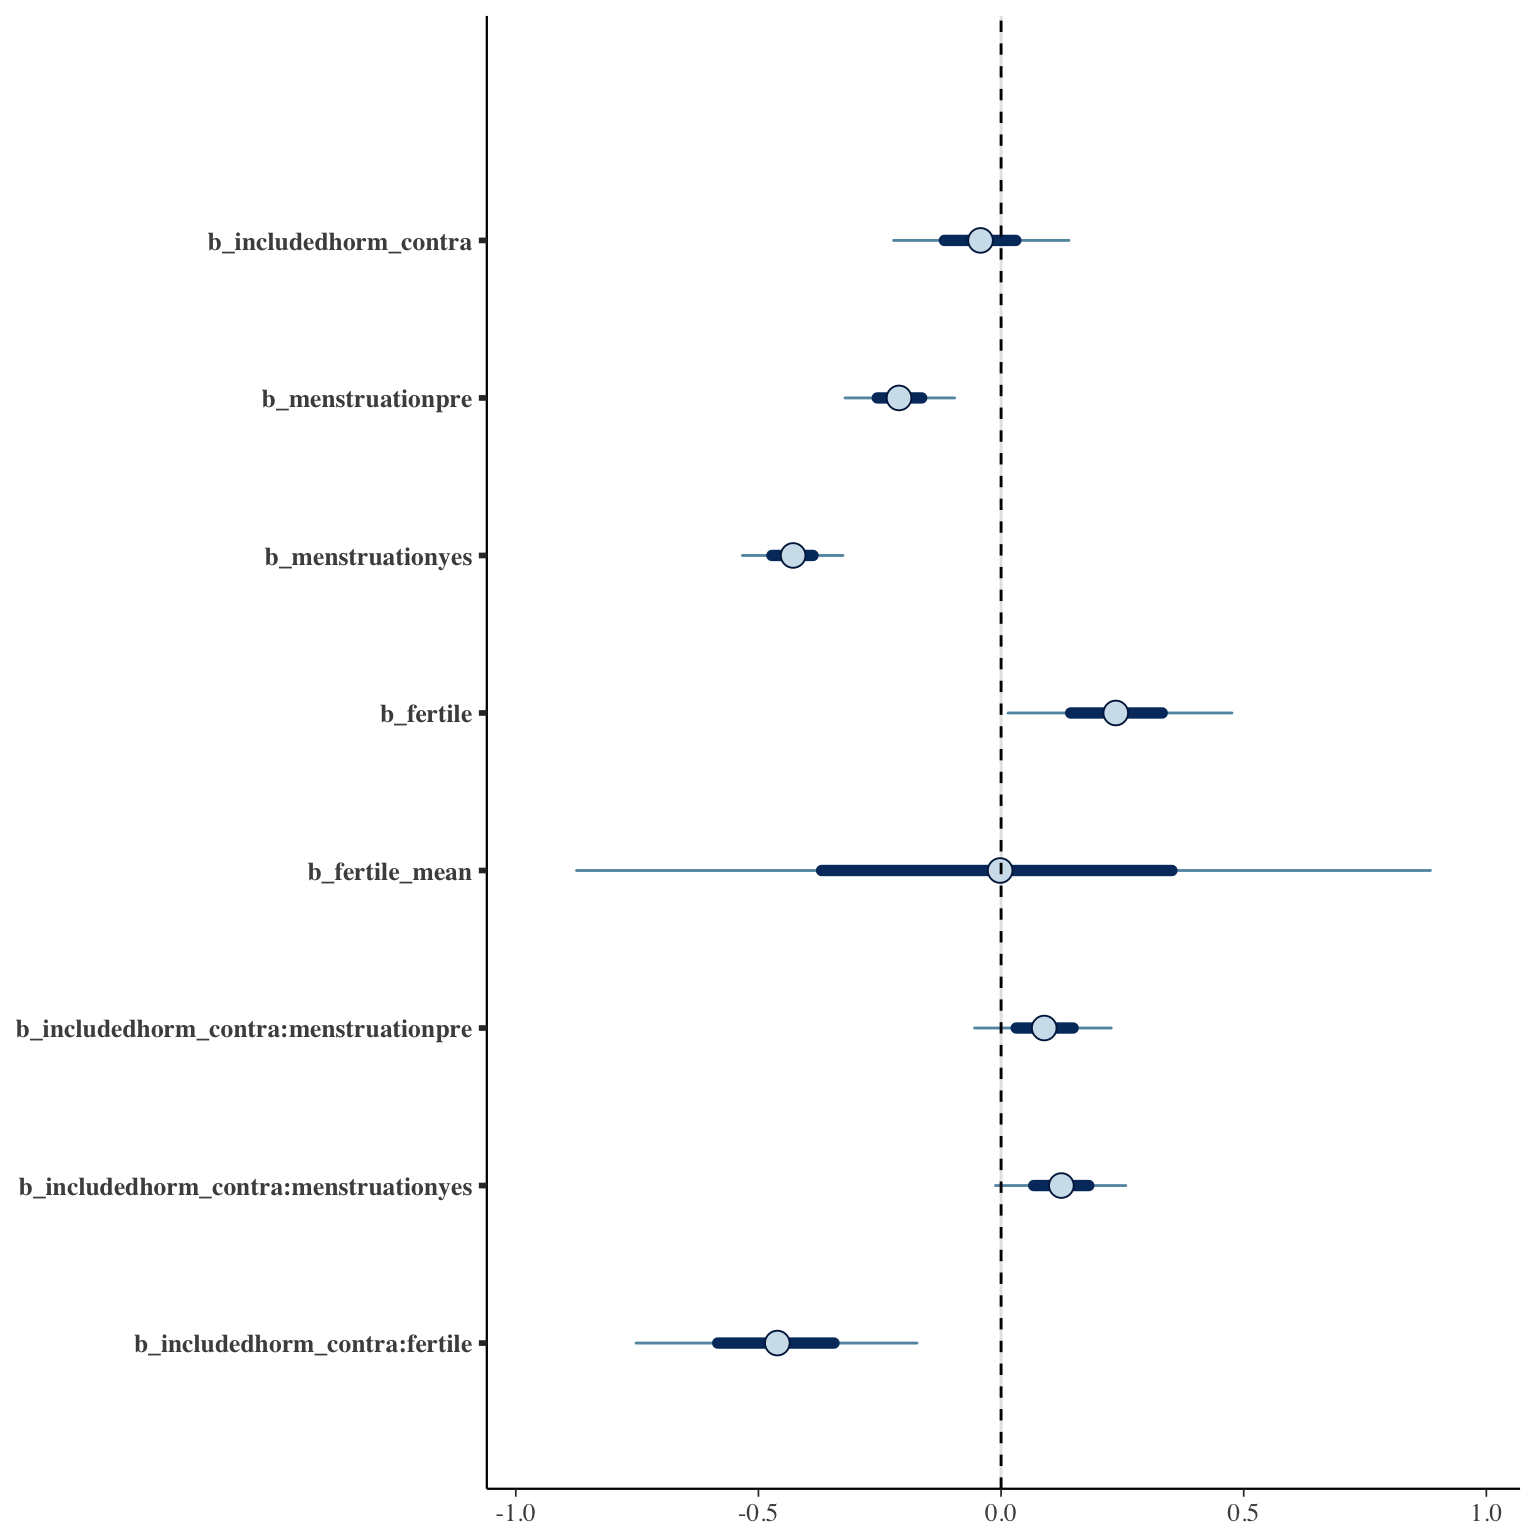 b_includedhorm_contra
b_menstruationpre
b_menstruationyes
b_fertile
b_fertile_mean
b_includedhorm_contra:menstruationpre
b_includedhorm_contra:menstruationyes
b_includedhorm_contra:fertile
-1.0 -0.5 0.0 0.5 1.0